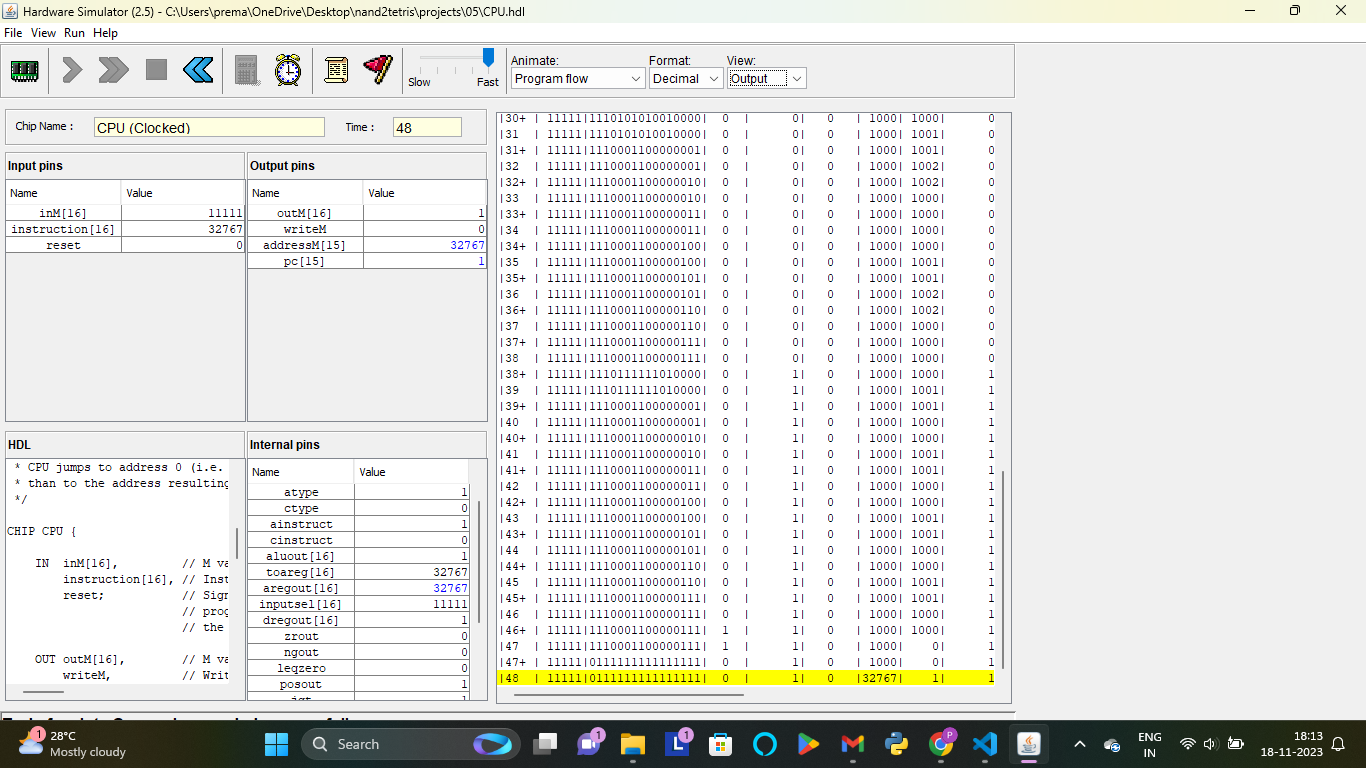 Hardware Simulator (2.5) - C:\Users\prema\OneDrive\Desktop\nand2tetris\projects\05\CPU.hdl
File View Run Help
Animate: Format: View:
Slow Fast Program flow Decimal Output
Chip Name : CPU (Clocked) Time : 48
Input pins
Name Value
inM[16] 11111
instruction[16] 32767
reset 0
Output pins
Name Value
outM[16] 1
writeM 0
addressM[15] 32767
pc[15] 1
HDL
* CPU jumps to address 0 (i.e.
* than to the address resulting
*/
CHIP CPU {
IN inM[16], // M va
instruction[16], // Inst
reset; // Sign
// prog
// the
OUT outM[16], // M va
writeM, // Writ
Internal pins
Name Value
atype 1
ctype 0
ainstruct 1
cinstruct 0
aluout[16] 1
toareg[16] 32767
aregout[16] 32767
inputsel[16] 11111
dregout[16] 1
zrout 0
ngout 0
leqzero 0
posout 1
|30+ | 11111|1110101010010000| 0 | 0| 0 | 1000| 1000| 0
|31 | 11111|1110101010010000| 0 | 0| 0 | 1000| 1001| 0
|31+ | 11111|1110001100000001| 0 | 0| 0 | 1000| 1001| 0
|32 | 11111|1110001100000001| 0 | 0| 0 | 1000| 1002| 0
|32+ | 11111|1110001100000010| 0 | 0| 0 | 1000| 1002| 0
|33 | 11111|1110001100000010| 0 | 0| 0 | 1000| 1000| 0
|33+ | 11111|1110001100000011| 0 | 0| 0 | 1000| 1000| 0
|34 | 11111|1110001100000011| 0 | 0| 0 | 1000| 1000| 0
|34+ | 11111|1110001100000100| 0 | 0| 0 | 1000| 1000| 0
|35 | 11111|1110001100000100| 0 | 0| 0 | 1000| 1001| 0
|35+ | 11111|1110001100000101| 0 | 0| 0 | 1000| 1001| 0
|36 | 11111|1110001100000101| 0 | 0| 0 | 1000| 1002| 0
|36+ | 11111|1110001100000110| 0 | 0| 0 | 1000| 1002| 0
|37 | 11111|1110001100000110| 0 | 0| 0 | 1000| 1000| 0
|37+ | 11111|1110001100000111| 0 | 0| 0 | 1000| 1000| 0
|38 | 11111|1110001100000111| 0 | 0| 0 | 1000| 1000| 0
|38+ | 11111|1110111111010000| 0 | 1| 0 | 1000| 1000| 1
|39 | 11111|1110111111010000| 0 | 1| 0 | 1000| 1001| 1
|39+ | 11111|1110001100000001| 0 | 1| 0 | 1000| 1001| 1
|40 | 11111|1110001100000001| 0 | 1| 0 | 1000| 1000| 1
|40+ | 11111|1110001100000010| 0 | 1| 0 | 1000| 1000| 1
|41 | 11111|1110001100000010| 0 | 1| 0 | 1000| 1001| 1
|41+ | 11111|1110001100000011| 0 | 1| 0 | 1000| 1001| 1
|42 | 11111|1110001100000011| 0 | 1| 0 | 1000| 1000| 1
|42+ | 11111|1110001100000100| 0 | 1| 0 | 1000| 1000| 1
|43 | 11111|1110001100000100| 0 | 1| 0 | 1000| 1001| 1
|43+ | 11111|1110001100000101| 0 | 1| 0 | 1000| 1001| 1
|44 | 11111|1110001100000101| 0 | 1| 0 | 1000| 1000| 1
|44+ | 11111|1110001100000110| 0 | 1| 0 | 1000| 1000| 1
|45 | 11111|1110001100000110| 0 | 1| 0 | 1000| 1001| 1
|45+ | 11111|1110001100000111| 0 | 1| 0 | 1000| 1001| 1
|46 | 11111|1110001100000111| 0 | 1| 0 | 1000| 1000| 1
|46+ | 11111|1110001100000111| 1 | 1| 0 | 1000| 1000| 1
|47 | 11111|1110001100000111| 1 | 1| 0 | 1000| 0| 1
|47+ | 11111|0111111111111111| 0 | 1| 0 | 1000| 0| 1
|48 | 11111|0111111111111111| 0 | 1| 0 |32767| 1| 1
1 28°C
Mostly cloudy
Search
1
L 1
P
ENG
IN
18:13
18-11-2023